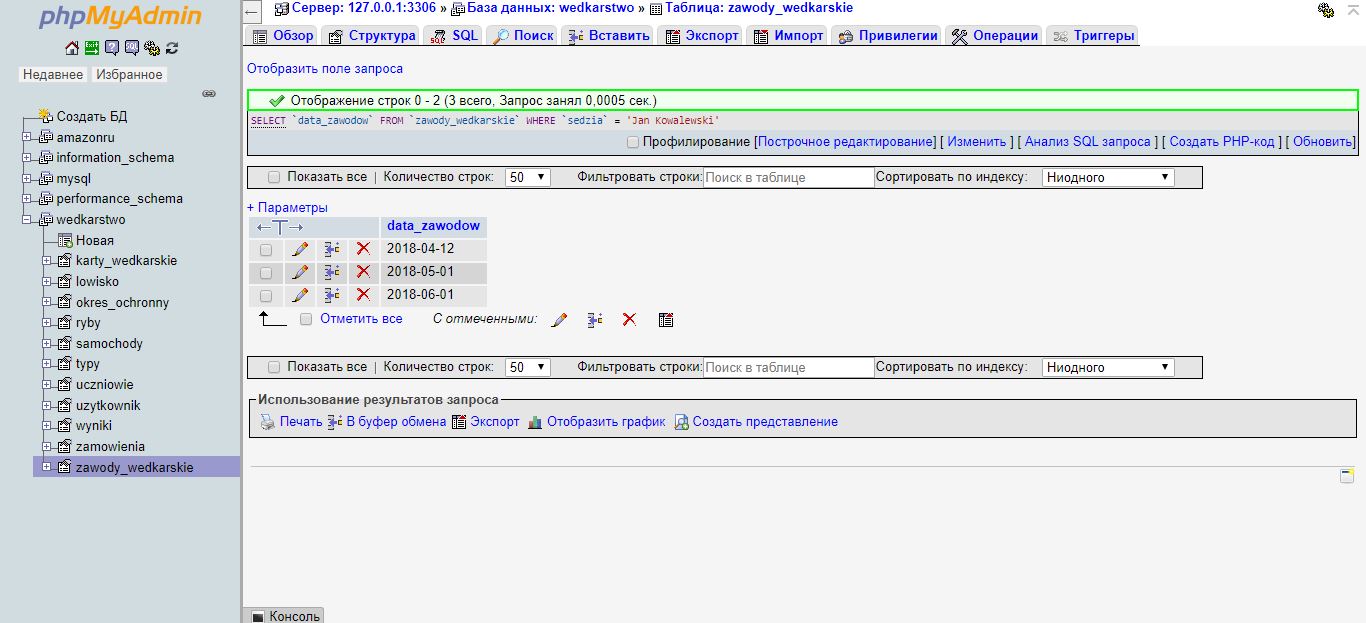 phpMyAdmin
Недавнее Избранное
Создать БД
amazonru
information_schema
mysql
performance_schema
wedkarstwo
Новая
karty_wedkarskie
lowisko
okres_ochronny
ryby
samochody
typy
uczniowie
uzytkownik
wyniki
zamowienia
zawody_wedkarskie
Сервер: 127.0.0.1:3306 » База данных: wedkarstwo » Таблица: zawody_wedkarskie
Обзор Структура SQL Поиск Вставить Экспорт Импорт Привилегии Операции Триггеры
Отобразить поле запроса
Отображение строк 0 - 2 (3 всего, Запрос занял 0,0005 сек.)
SELECT `data_zawodow` FROM `zawody_wedkarskie` WHERE `sedzia` = 'Jan Kowalewski'
Профилирование [Построчное редактирование] [ Изменить ] [ Анализ SQL запроса ] [ Создать PHP-код ] [ Обновить]
Показать все | Количество строк: 50 Фильтровать строки: Поиск в таблице Сортировать по индексу: Ниодного
+ Параметры
←T→ data_zawodow
2018-04-12
2018-05-01
2018-06-01
Отметить все С отмеченными:
Показать все | Количество строк: 50 Фильтровать строки: Поиск в таблице Сортировать по индексу: Ниодного
Использование результатов запроса
Печать В буфер обмена Экспорт Отобразить график Создать представление
Консоль